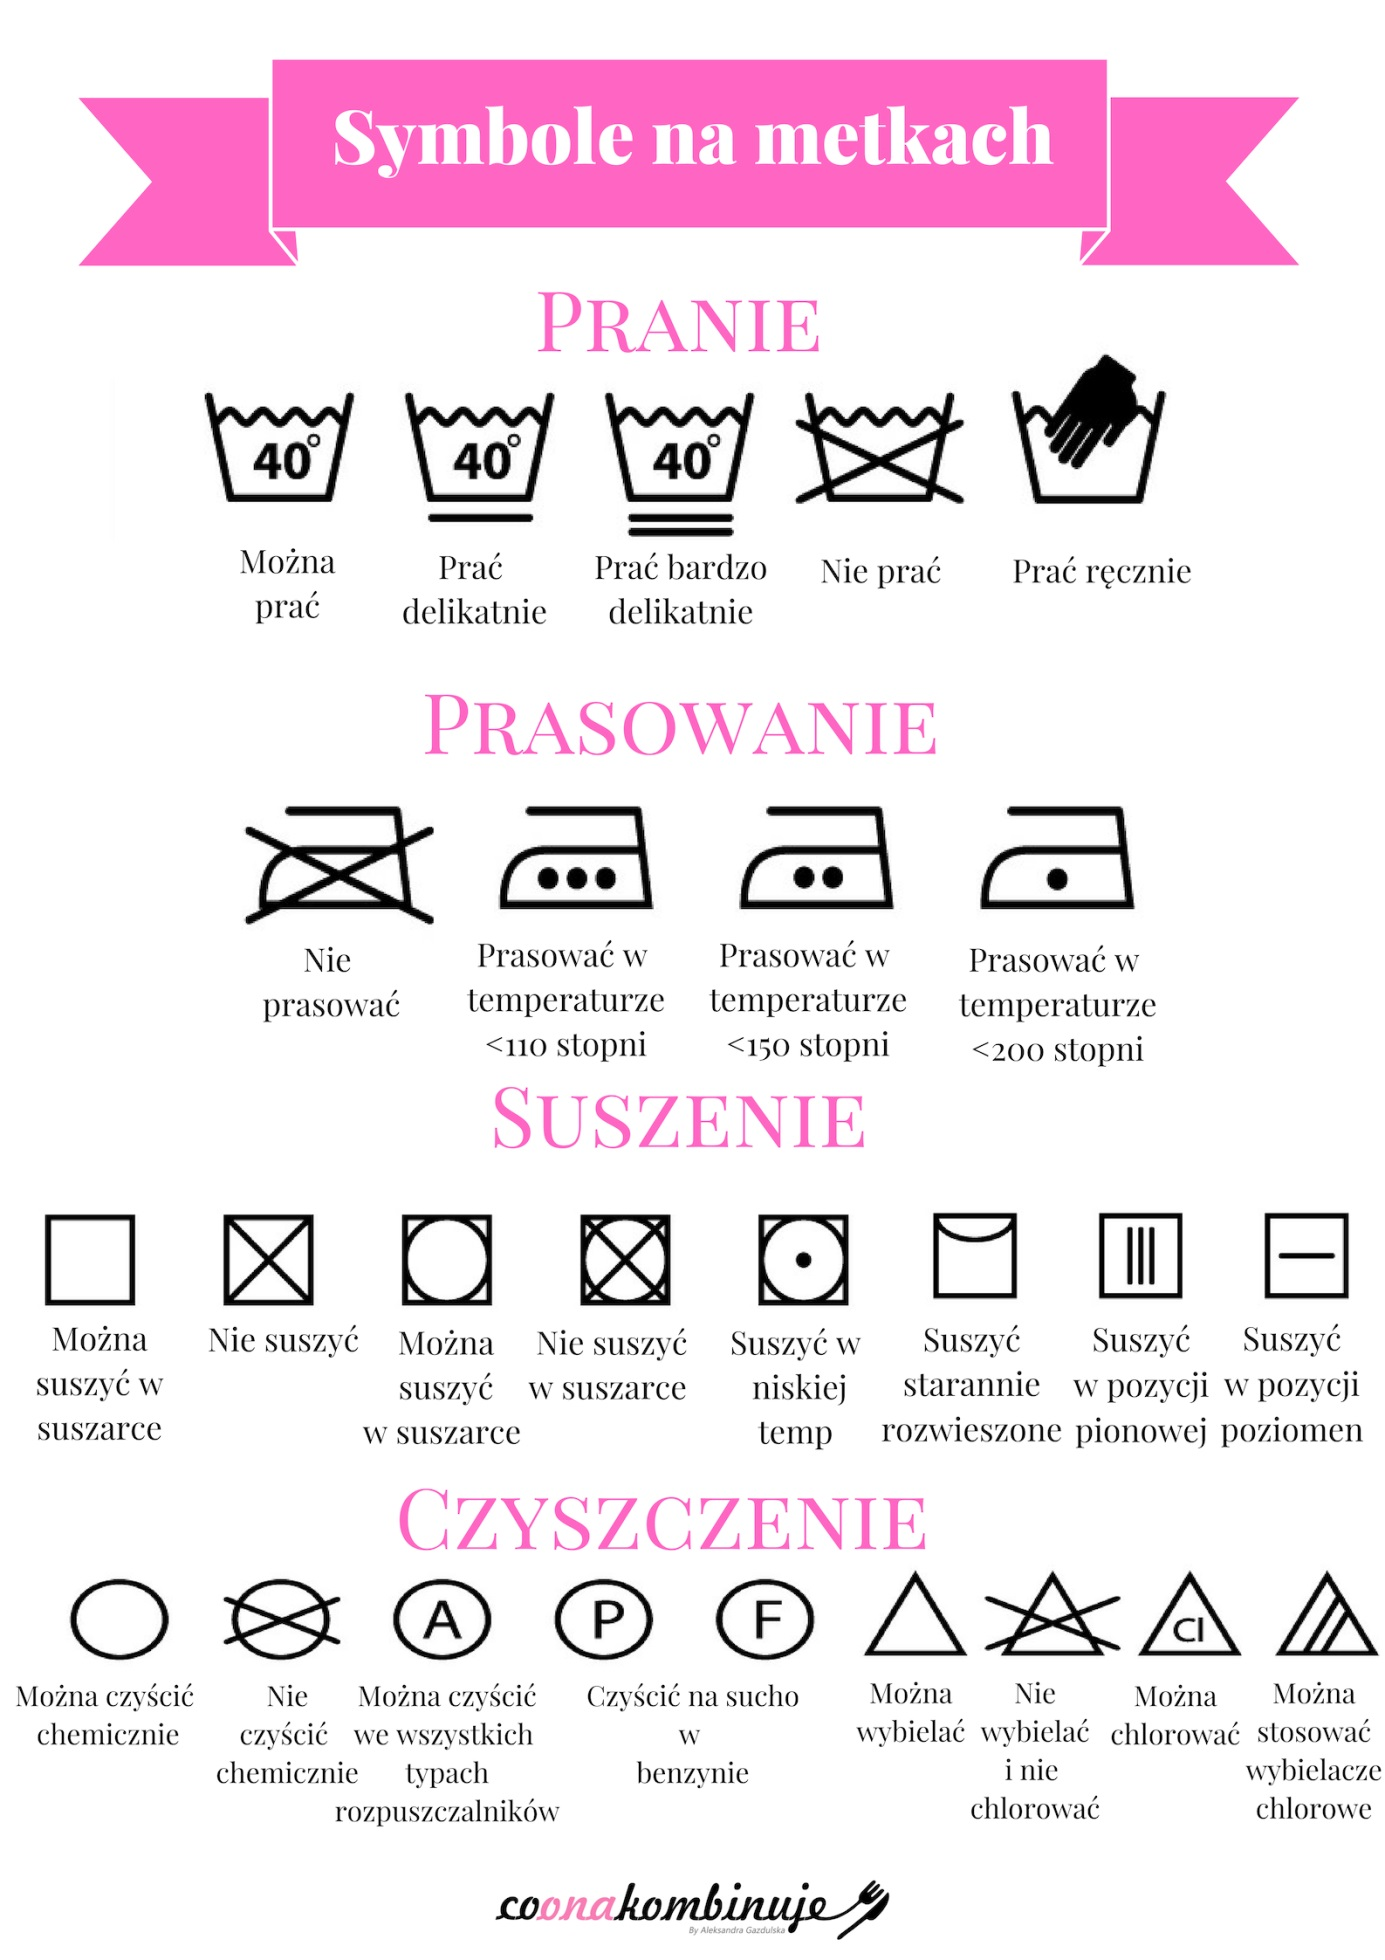 Symbole na metkach
PRANIE
40°
40°
40°
Można
prać
Prać
delikatnie
Prać bardzo
delikatnie
Nie prać
Prać ręcznie
PRASOWANIE
Nie
prasować
Prasować w
temperaturze
<110 stopni
Prasować w
temperaturze
<150 stopni
Prasować w
temperaturze
<200 stopni
SUSZENIE
Można
suszyć w
suszarce
Nie suszyć
Można
suszyć
w suszarce
Nie suszyć
w suszarce
Suszyć w
niskiej
temp
Suszyć
starannie
rozwieszone
Suszyć
w pozycji
pionowej
Suszyć
w pozycji
poziomen
CZYSZCZENIE
A
P
F
Cl
Można czyścić
chemicznie
Nie
czyścić
chemicznie
Można czyścić
we wszystkich
typach
rozpuszczalników
Czyścić na sucho
w
benzynie
Można
wybielać
Nie
wybielać
i nie
chlorować
Można
chlorować
Można
stosować
wybielacze
chlorowe
coonakombinuje
By Aleksandra Gazdulska